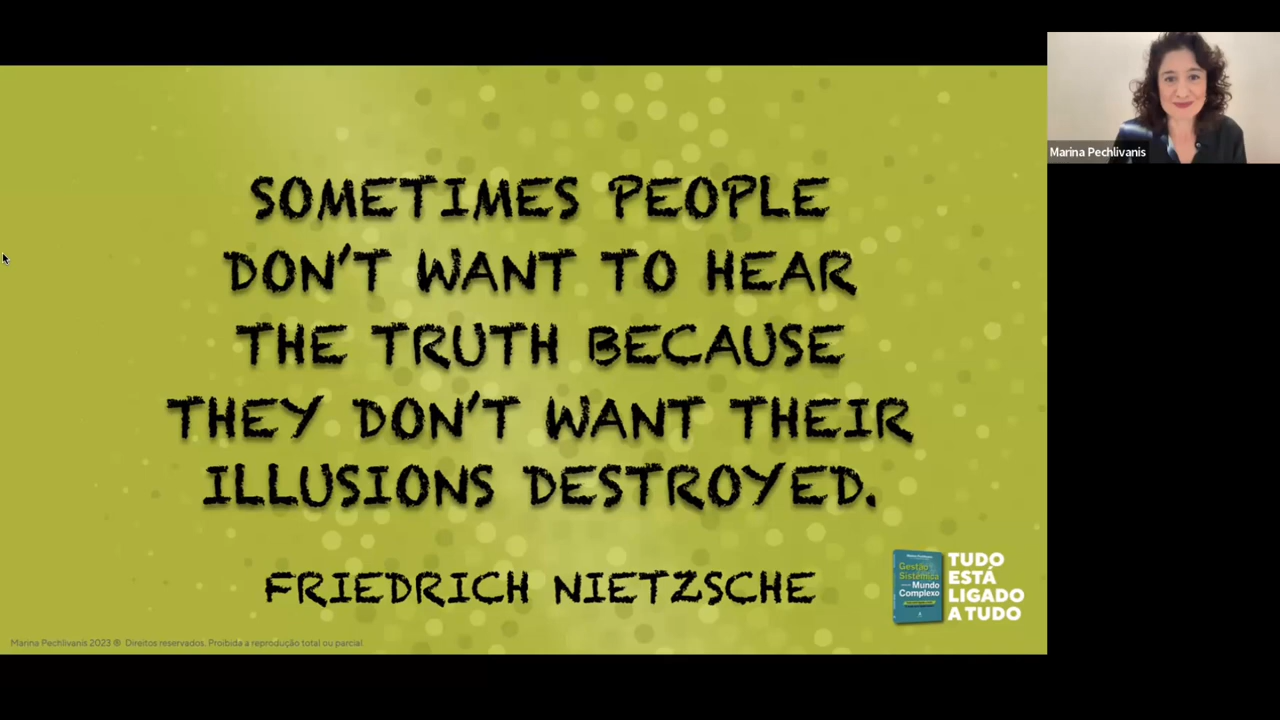 SOMETIMES PEOPLE
DON'T WANT TO HEAR
THE TRUTH BECAUSE
THEY DON'T WANT THEIR
ILLUSIONS DESTROYED.
FRIEDRICH NIETZSCHE
Marina Pechlivanis
Gestão
Sistêmica
Mundo
Complexo
TUDO
ESTÁ
LIGADO
A TUDO
Marina Pechlivanis 2023 ® Direitos reservados. Proibida a reprodução total ou parcial